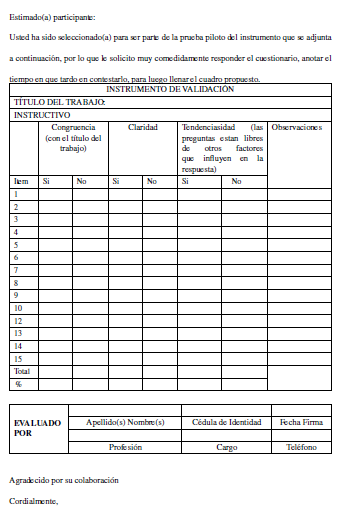 Estimado(a) participante:
Usted ha sido seleccionado(a) para ser parte de la prueba piloto del instrumento que se adjunta
a continuación, por lo que le solicito muy comedidamente responder el cuestionario, anotar el
tiempo en que tardo en contestarlo, para luego llenar el cuadro propuesto.
INSTRUMENTO DE VALIDACIÓN
TÍTULO DEL TRABAJO:
INSTRUCTIVO
Congruencia Claridad Tendenciasidad (las Observaciones
(con el título del preguntas estan libres
trabajo) de otros factores
que influyen en la
respuesta)
Item Si No Si No Si No
1
2
3
4
5
6
7
8
9
10
12
13
14
15
Total
%
EVALUADO POR
Apellido(s) Nombre(s) Cédula de Identidad Fecha Firma
Profesión Cargo Teléfono
Agradecido por su colaboración
Cordialmente,